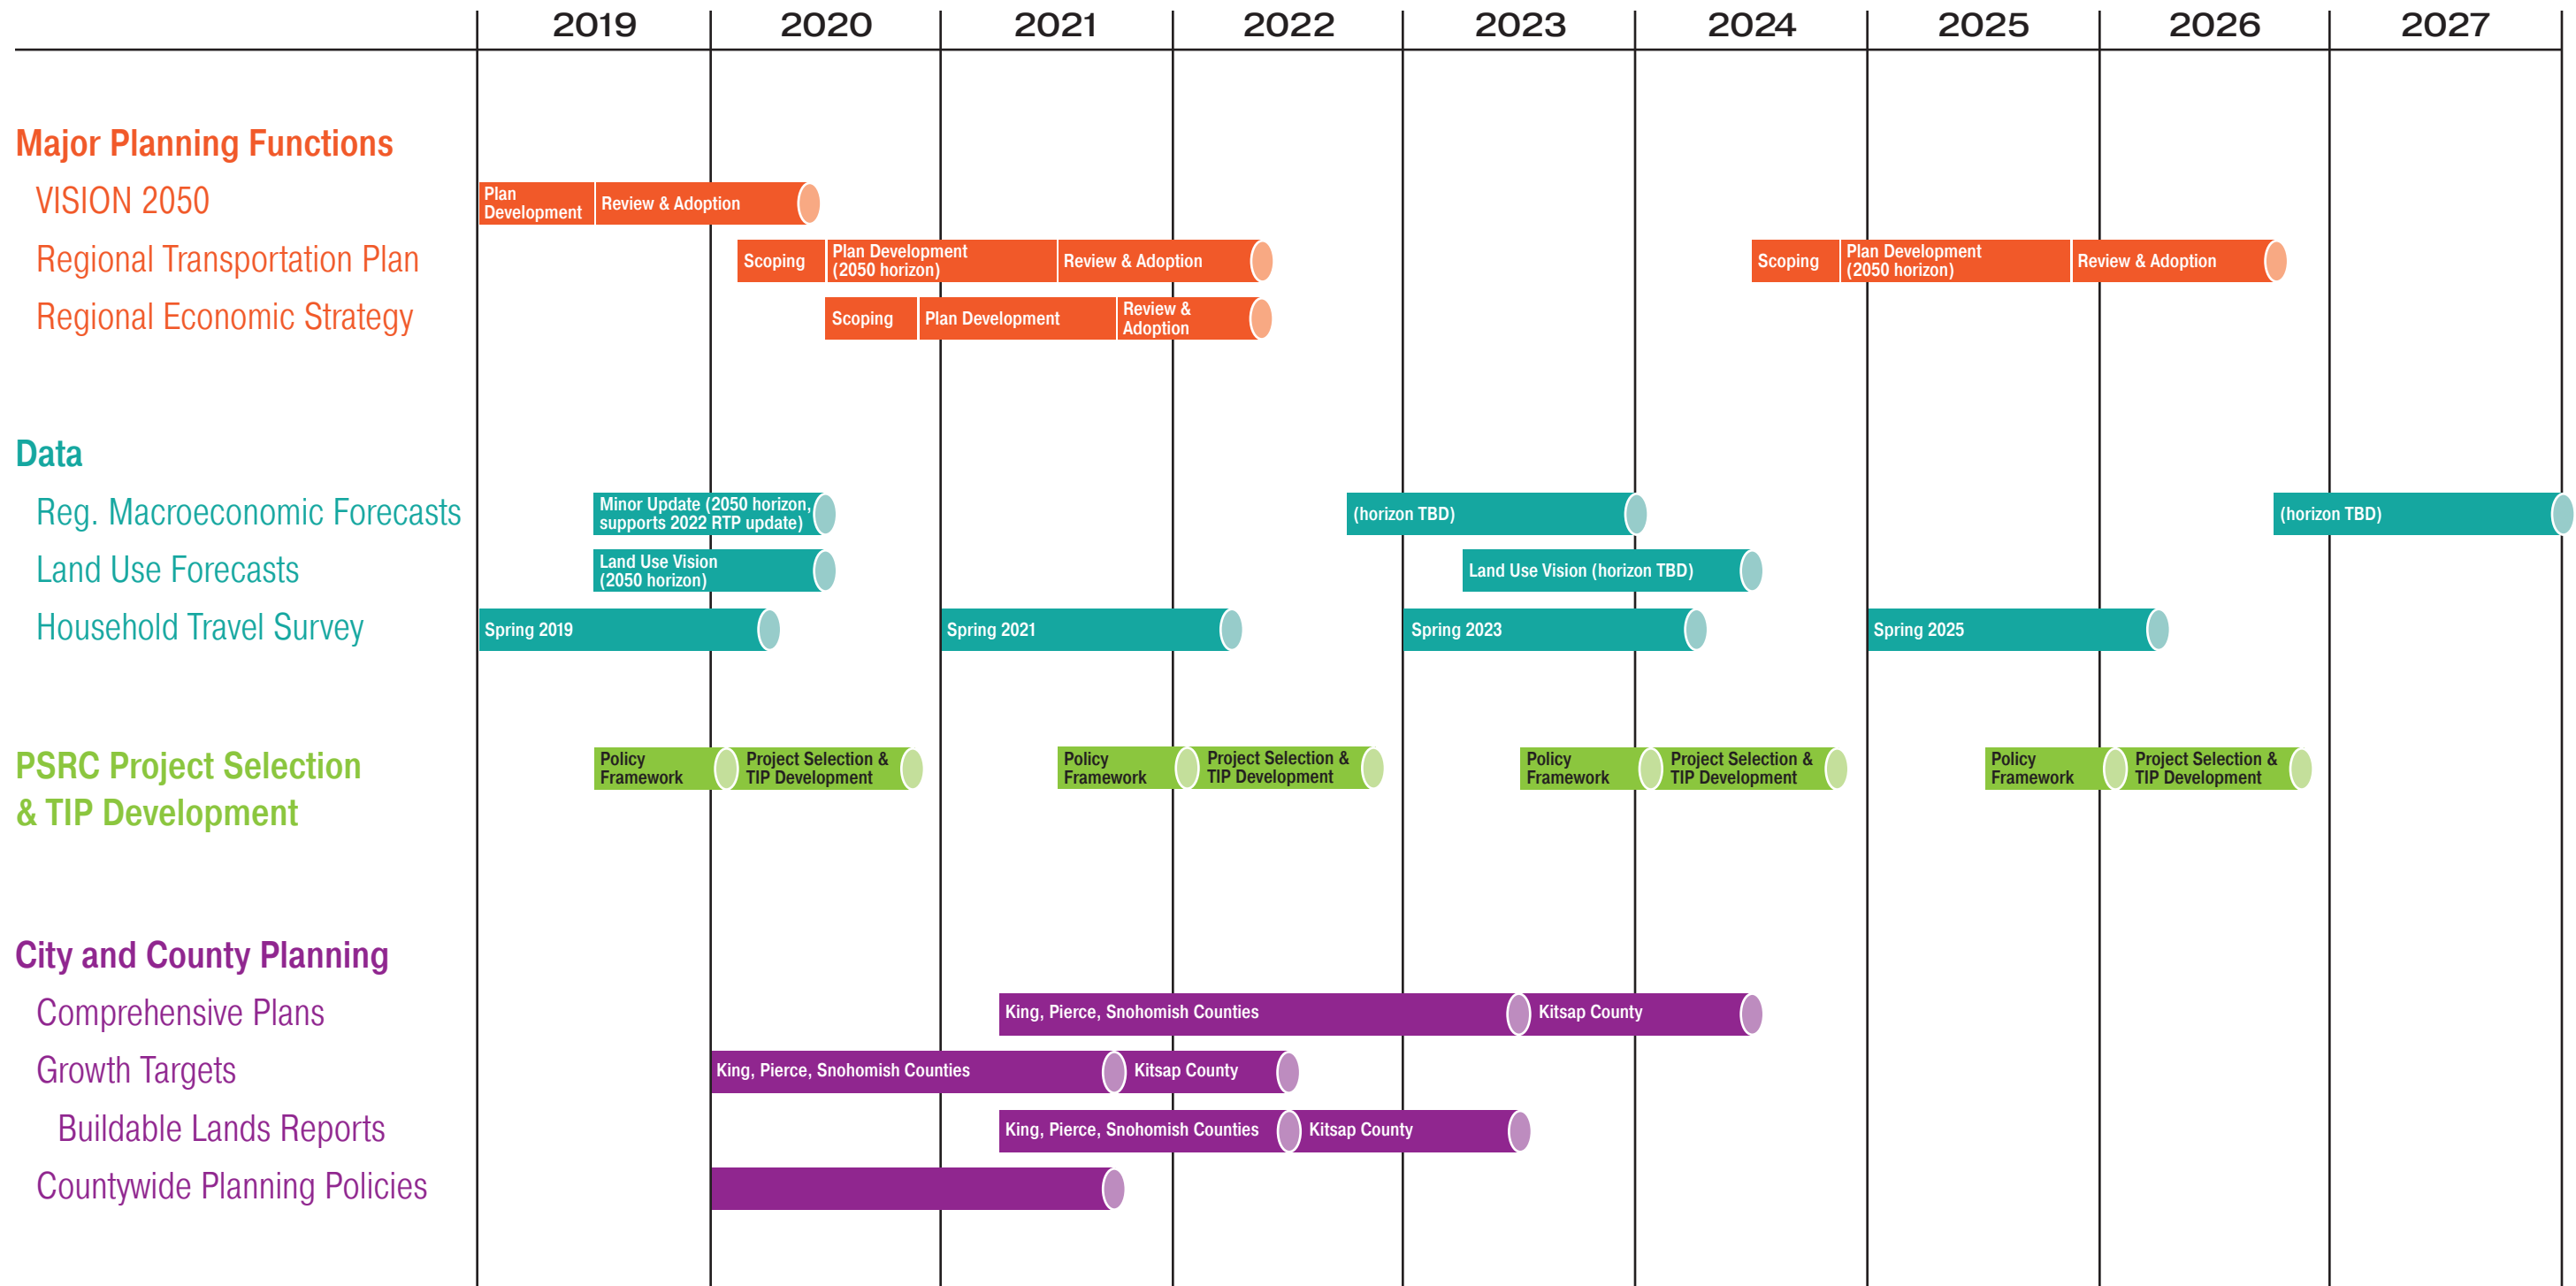 2019 2020 2021 2022 2023 2024 2025 2026 2027
Major Planning Functions
VISION 2050
Plan
Development
Review & Adoption
Regional Transportation Plan
Scoping
Plan Development
(2050 horizon)
Review & Adoption
Scoping
Plan Development
(2050 horizon)
Review & Adoption
Regional Economic Strategy
Scoping
Plan Development
Review &
Adoption
Data
Reg. Macroeconomic Forecasts
Minor Update (2050 horizon,
supports 2022 RTP update)
(horizon TBD)
(horizon TBD)
Land Use Forecasts
Land Use Vision
(2050 horizon)
Land Use Vision (horizon TBD)
Household Travel Survey
Spring 2019
Spring 2021
Spring 2023
Spring 2025
PSRC Project Selection
& TIP Development
Policy
Framework
Project Selection &
TIP Development
Policy
Framework
Project Selection &
TIP Development
Policy
Framework
Project Selection &
TIP Development
Policy
Framework
Project Selection &
TIP Development
City and County Planning
Comprehensive Plans
King, Pierce, Snohomish Counties
Kitsap County
Growth Targets
King, Pierce, Snohomish Counties
Kitsap County
Buildable Lands Reports
King, Pierce, Snohomish Counties
Kitsap County
Countywide Planning Policies